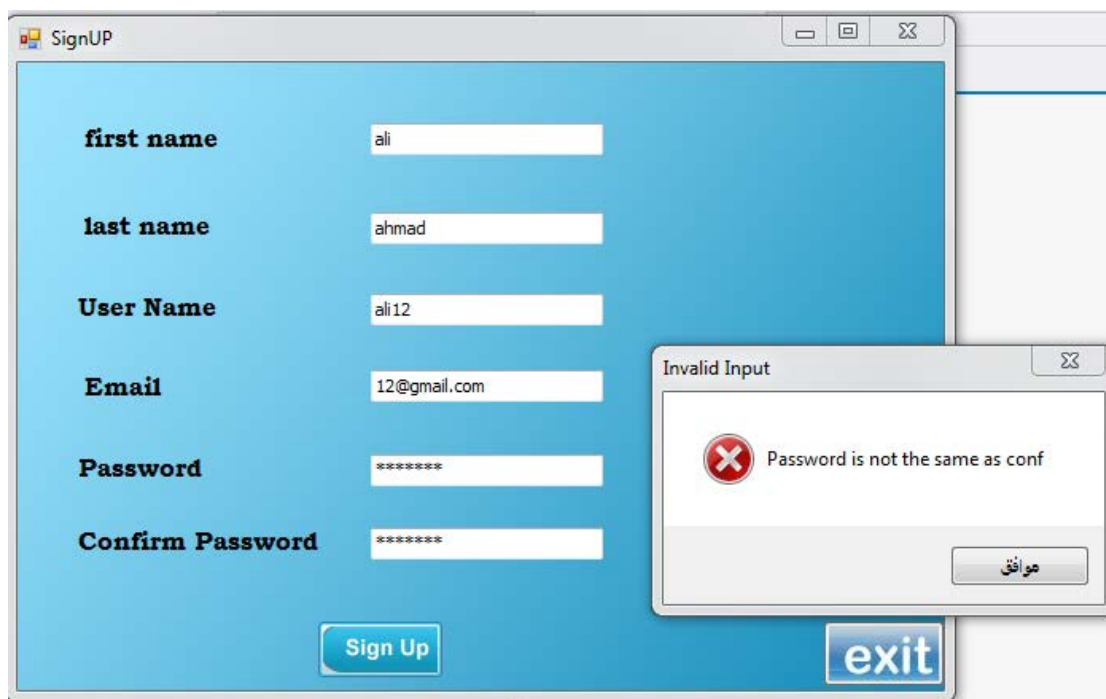 SignUP
first name
ali
last name
ahmad
User Name
ali12
Email
12@gmail.com
Password
*******
Confirm Password
*******
Sign Up
exit
Invalid Input
Password is not the same as conf
موافق